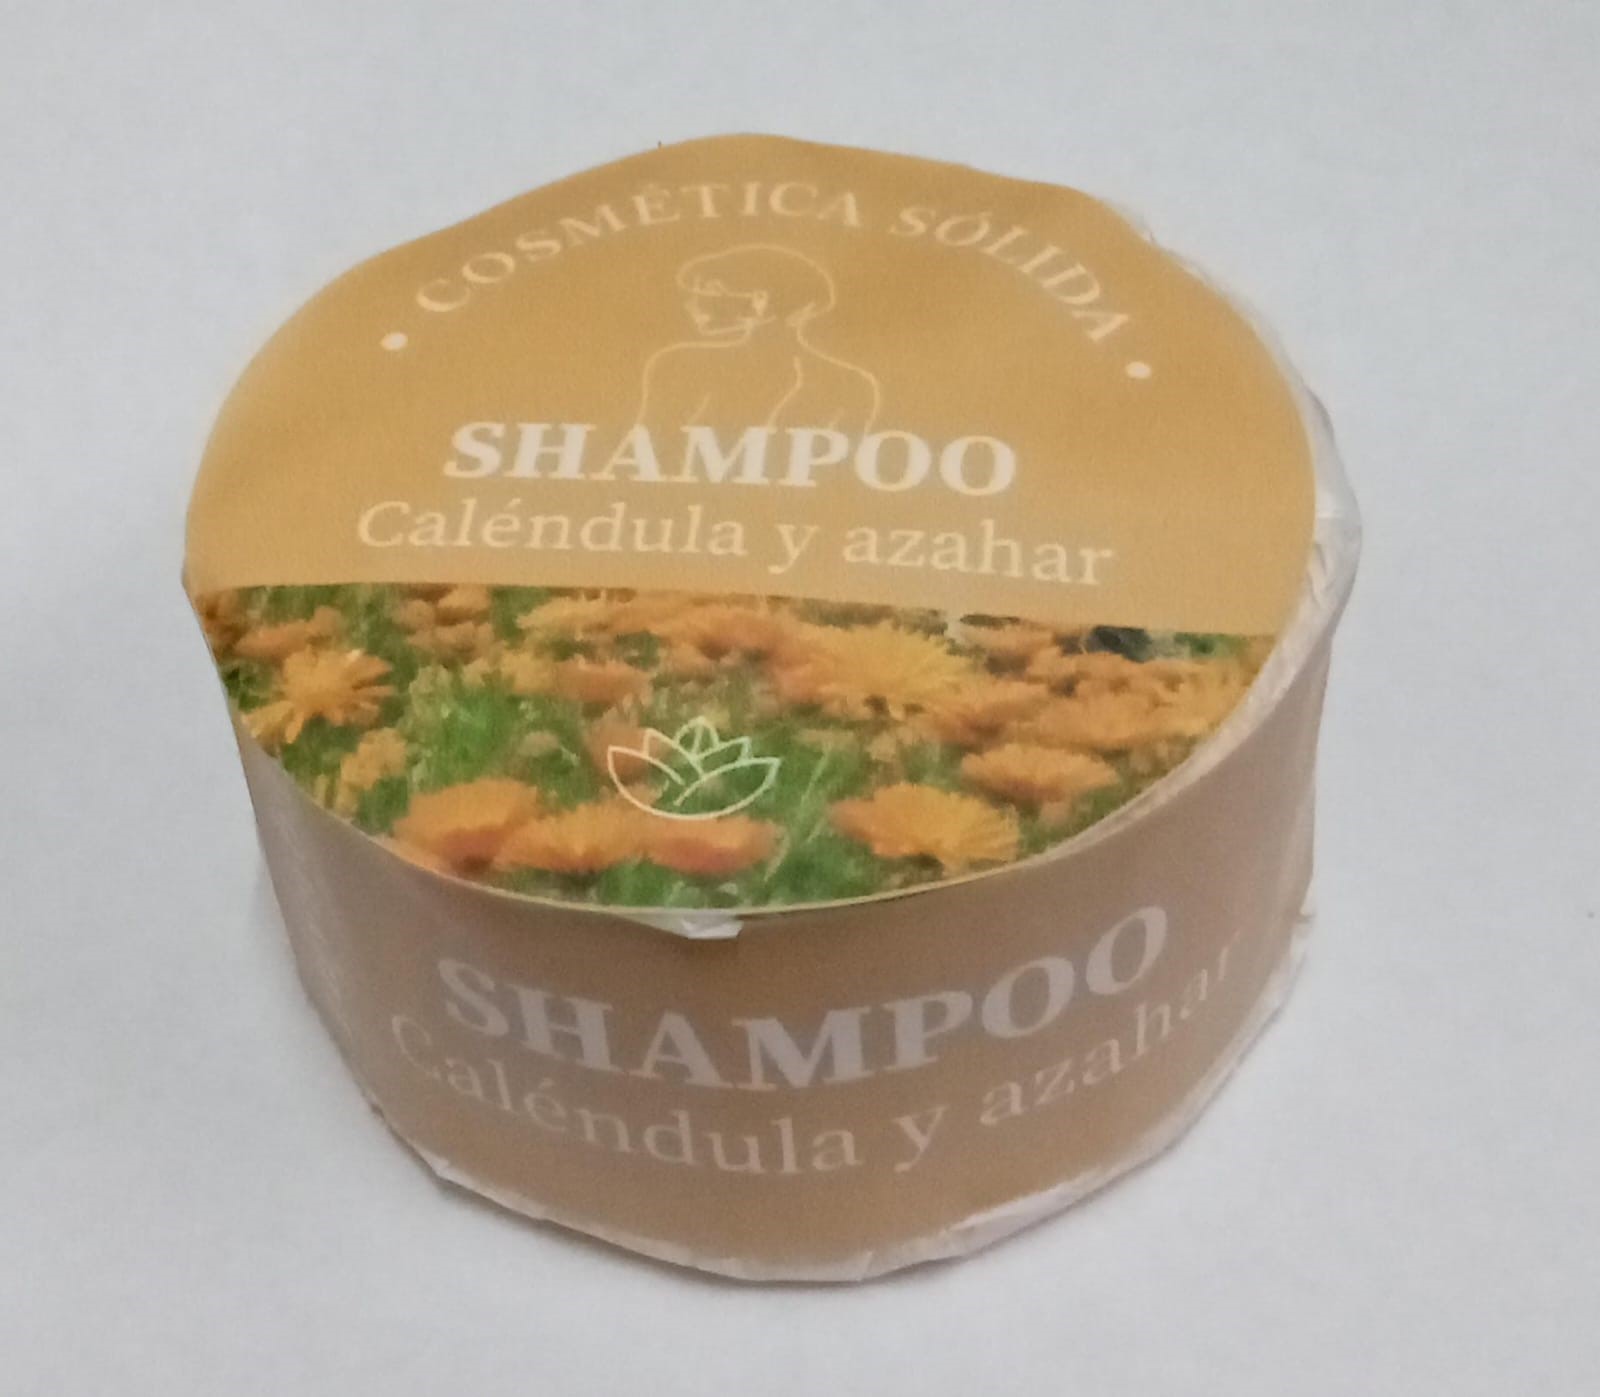 • COSMÉTICA SÓLIDA •
SHAMPOO
Caléndula y azahar
SHAMPOO
Caléndula y azahar